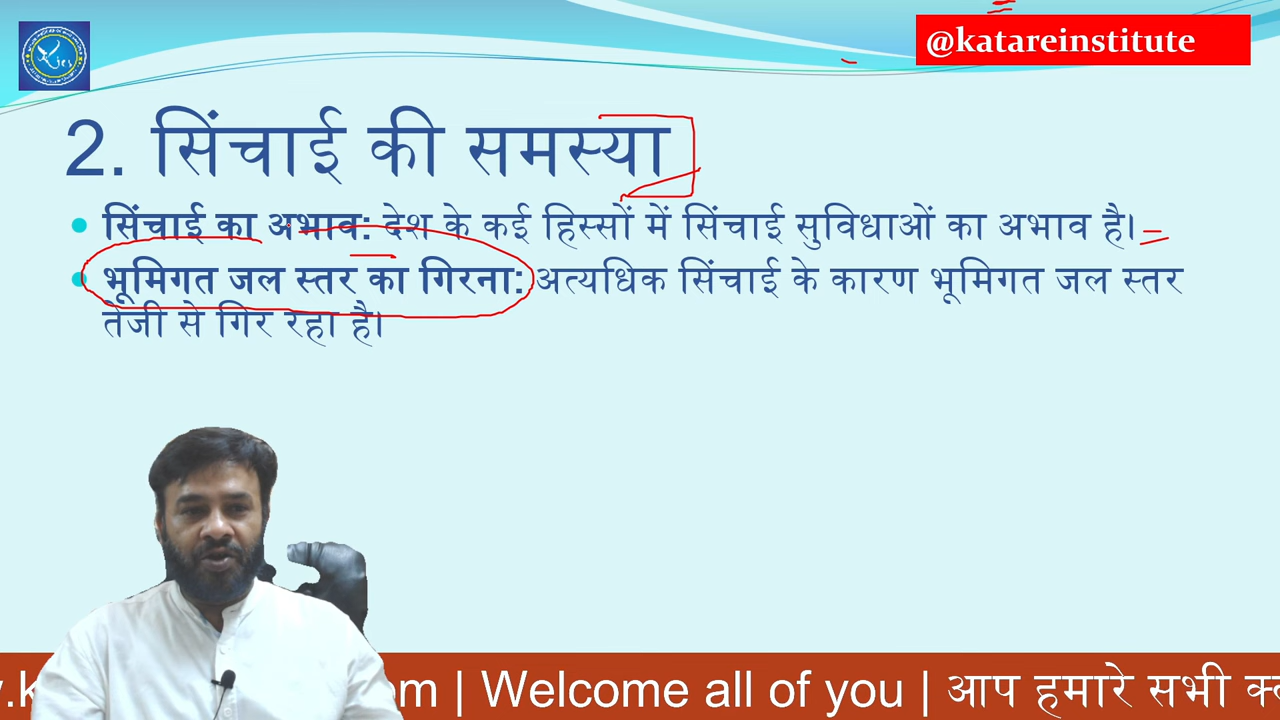 @katareinstitute
2. सिंचाई की समस्या
सिंचाई का अभाव: देश के कई हिस्सों में सिंचाई सुविधाओं का अभाव है।
भूमिगत जल स्तर का गिरना: अत्यधिक सिंचाई के कारण भूमिगत जल स्तर
तेजी से गिर रहा है।
om | Welcome all of you | आप हमारे सभी